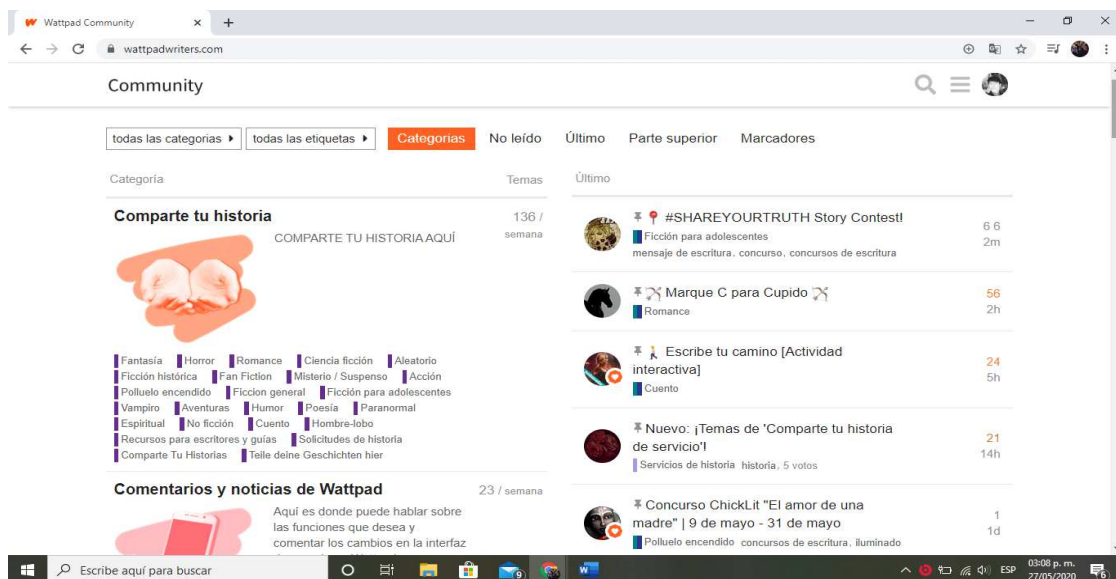 Wattpad Community
wattpadwriters.com
Community
todas las categorias
todas las etiquetas
Categorias
No leído
Último
Parte superior
Marcadores
Categoría
Temas
Comparte tu historia
136 /
semana
COMPARTE TU HISTORIA AQUÍ
Fantasía Horror Romance Ciencia ficción Aleatorio
Ficción histórica Fan Fiction Misterio / Suspenso Acción
Polluelo encendido Ficcion general Ficción para adolescentes
Vampiro Aventuras Humor Poesía Paranormal
Espiritual No ficción Cuento Hombre-lobo
Recursos para escritores y guías Solicitudes de historia
Comparte Tu Historias Teile deine Geschichten hier
Comentarios y noticias de Wattpad
23 / semana
Aquí es donde puede hablar sobre
las funciones que desea y
comentar los cambios en la interfaz
Último
#SHAREYOURTRUTH Story Contest!
Ficción para adolescentes
mensaje de escritura, concurso, concursos de escritura
6 6
2m
Marque C para Cupido
Romance
56
2h
Escribe tu camino [Actividad
interactiva]
Cuento
24
5h
Nuevo: ¡Temas de 'Comparte tu historia
de servicio'!
Servicios de historia historia, 5 votos
21
14h
Concurso ChickLit "El amor de una
madre" | 9 de mayo - 31 de mayo
Polluelo encendido concursos de escritura, iluminado
1
1d
Escribe aquí para buscar
ESP
03:08 p. m.
27/05/2020